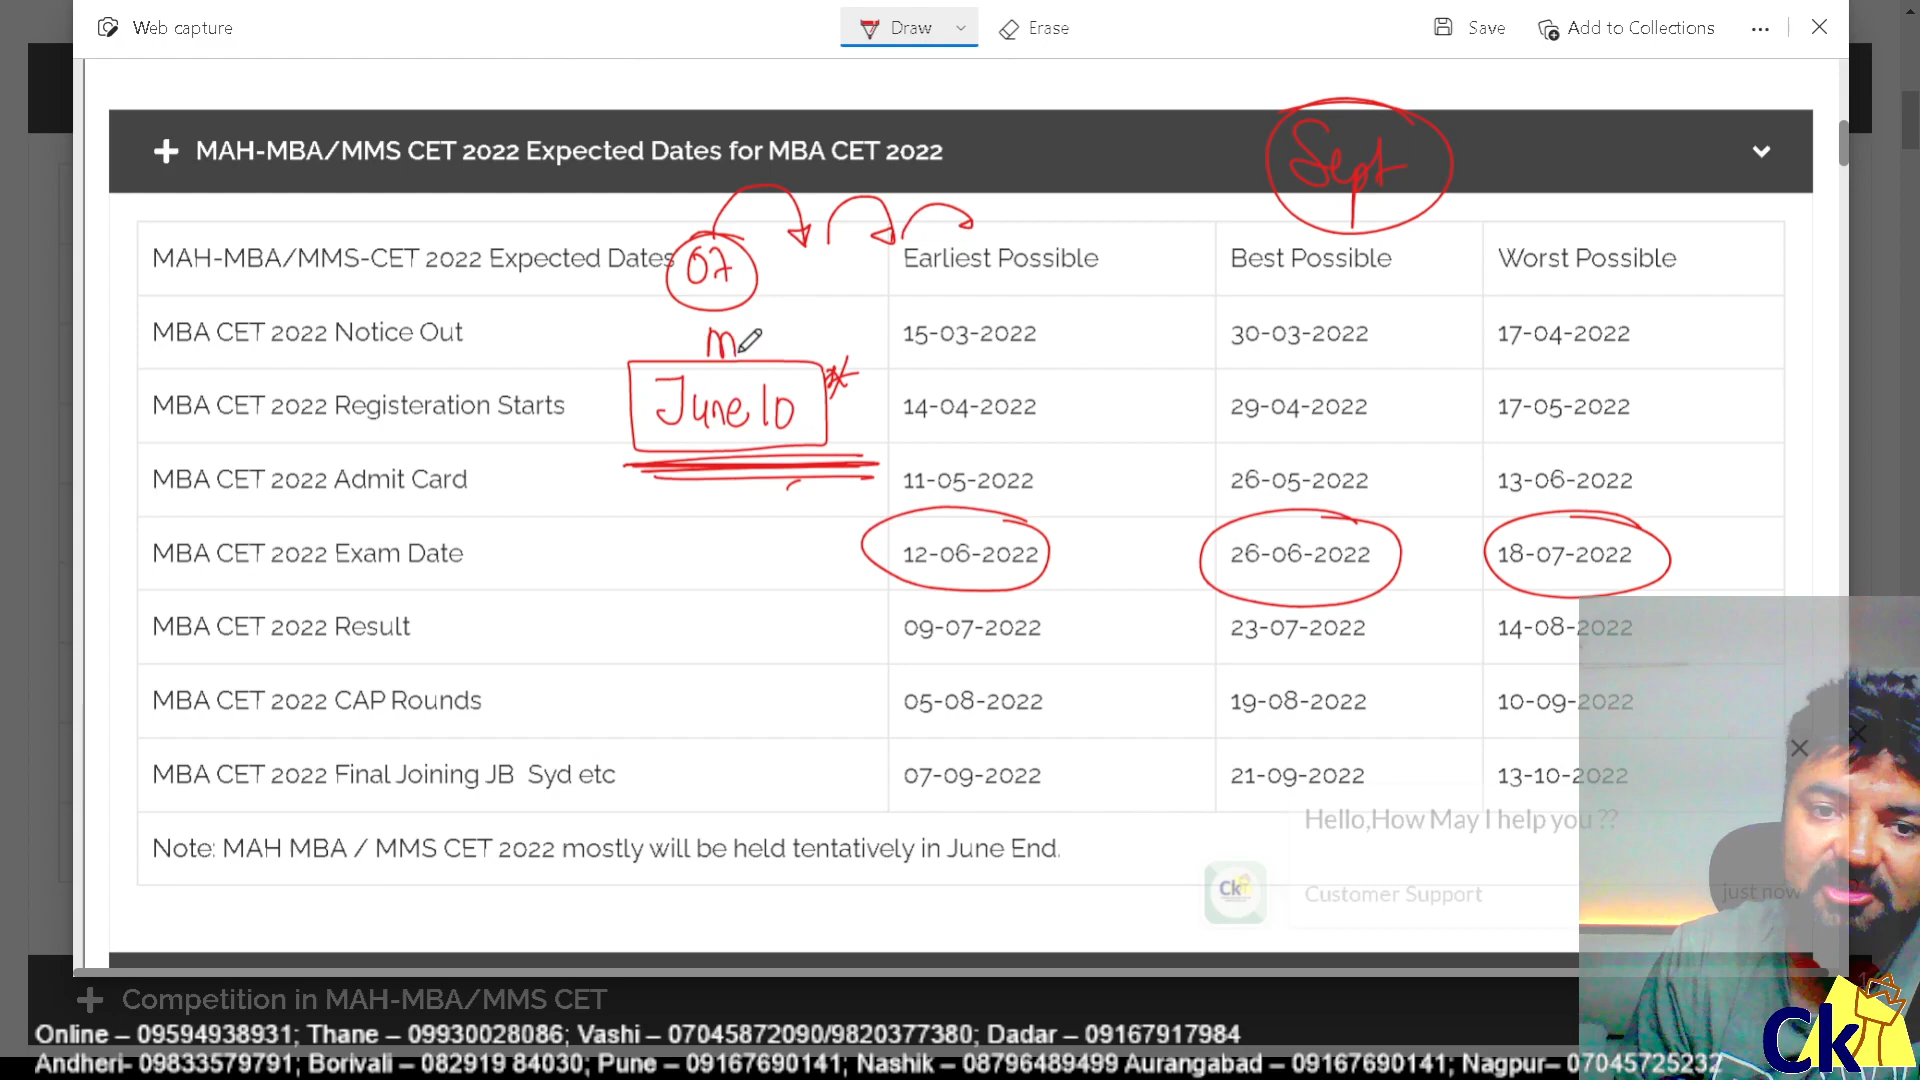 Web capture
Draw
Erase
Save
Add to Collections
MAH-MBA/MMS CET 2022 Expected Dates for MBA CET 2022
Sept
MAH-MBA/MMS-CET 2022 Expected Dates
07
Earliest Possible
Best Possible
Worst Possible
MBA CET 2022 Notice Out
M
15-03-2022
30-03-2022
17-04-2022
MBA CET 2022 Registeration Starts
June 10
14-04-2022
29-04-2022
17-05-2022
MBA CET 2022 Admit Card
11-05-2022
26-05-2022
13-06-2022
MBA CET 2022 Exam Date
12-06-2022
26-06-2022
18-07-2022
MBA CET 2022 Result
09-07-2022
23-07-2022
14-08-2022
MBA CET 2022 CAP Rounds
05-08-2022
19-08-2022
10-09-2022
MBA CET 2022 Final Joining JB Syd etc
07-09-2022
21-09-2022
13-10-2022
Hello,How May I help you ??
Note: MAH MBA / MMS CET 2022 mostly will be held tentatively in June End.
Ck
Customer Support
just now
Competition in MAH-MBA/MMS CET
Online – 09594938931; Thane – 09930028086; Vashi – 07045872090/9820377380; Dadar – 09167917984
Andheri- 09833579791; Borivali – 082919 84030; Pune – 09167690141; Nashik – 08796489499 Aurangabad – 09167690141; Nagpur– 07045725232
Ck